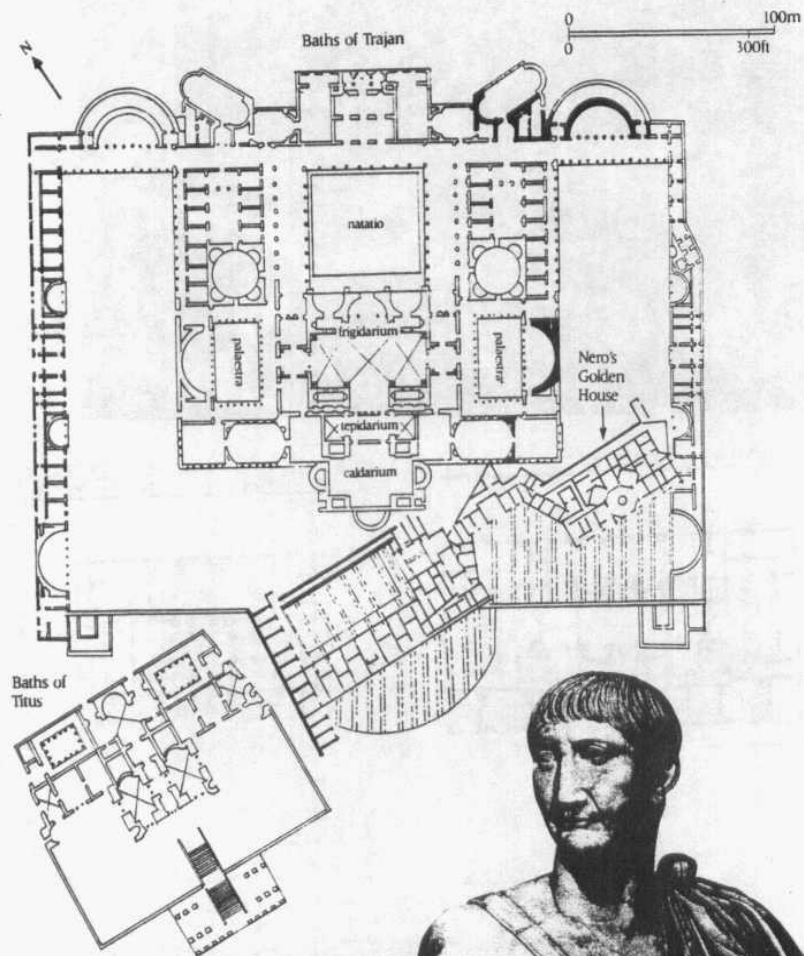 N
Baths of Trajan
0 100m
0 300ft
natatio
frigidarium
palaestra
palaestra
Nero's
Golden
House
tepidarium
caldarium
Baths of
Titus